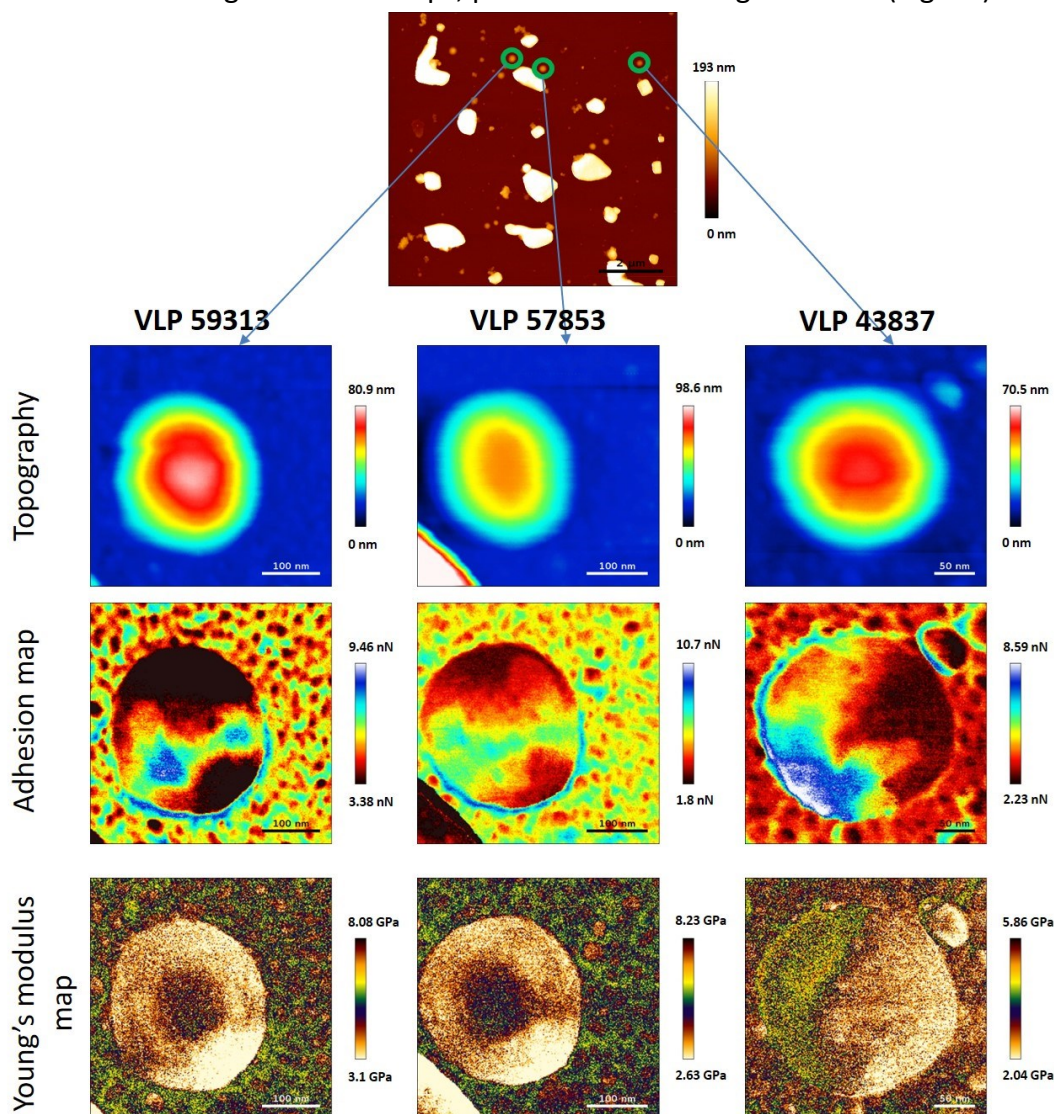 193 nm
0 nm
2 µm
VLP 59313
VLP 57853
VLP 43837
Topography
80.9 nm
0 nm
100 nm
98.6 nm
0 nm
100 nm
70.5 nm
0 nm
50 nm
Adhesion map
9.46 nN
3.38 nN
100 nm
10.7 nN
1.8 nN
100 nm
8.59 nN
2.23 nN
50 nm
Young's modulus
map
8.08 GPa
3.1 GPa
100 nm
8.23 GPa
2.63 GPa
100 nm
5.86 GPa
2.04 GPa
50 nm